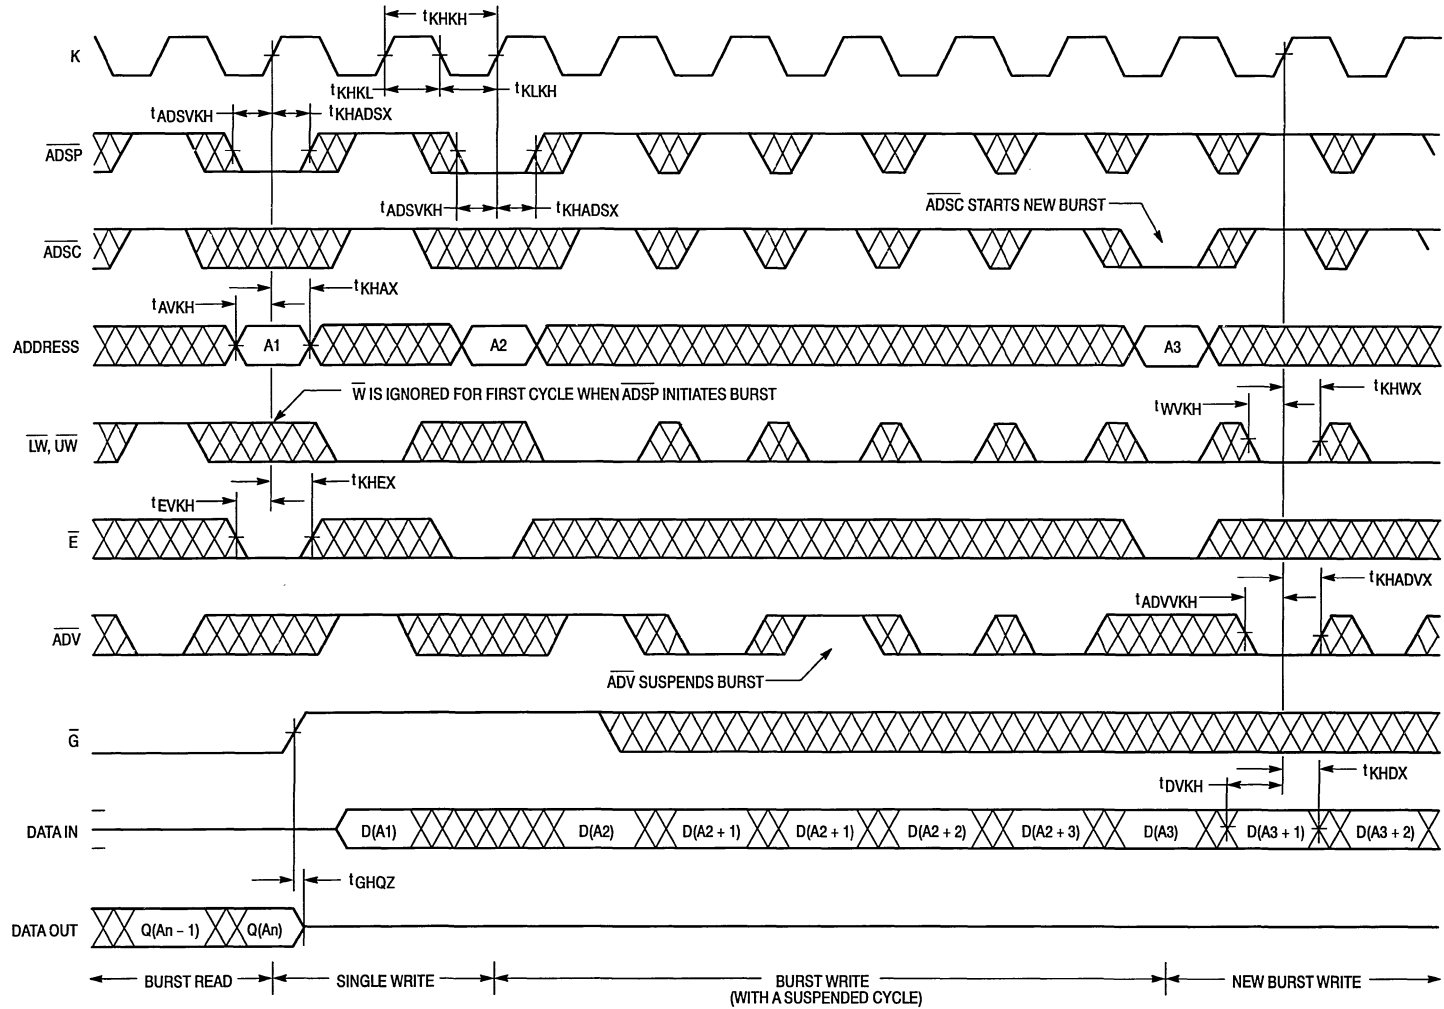 tKHKH
K
tKHKL
tKLKH
tADSVKH
tKHADSX
ADSP
tADSVKH
tKHADSX
ADSC STARTS NEW BURST
ADSC
tAVKH
tKHAX
ADDRESS
A1
A2
A3
W IS IGNORED FOR FIRST CYCLE WHEN ADSP INITIATES BURST
tKHWX
tWVKH
LW, UW
tEVKH
tKHEX
E
tKHADVX
tADVVKH
ADV
ADV SUSPENDS BURST
G
tDVKH
tKHDX
DATA IN
D(A1)
D(A2)
D(A2 + 1)
D(A2 + 1)
D(A2 + 2)
D(A2 + 3)
D(A3)
D(A3 + 1)
D(A3 + 2)
tGHQZ
DATA OUT
Q(An – 1)
Q(An)
BURST READ
SINGLE WRITE
BURST WRITE
(WITH A SUSPENDED CYCLE)
NEW BURST WRITE